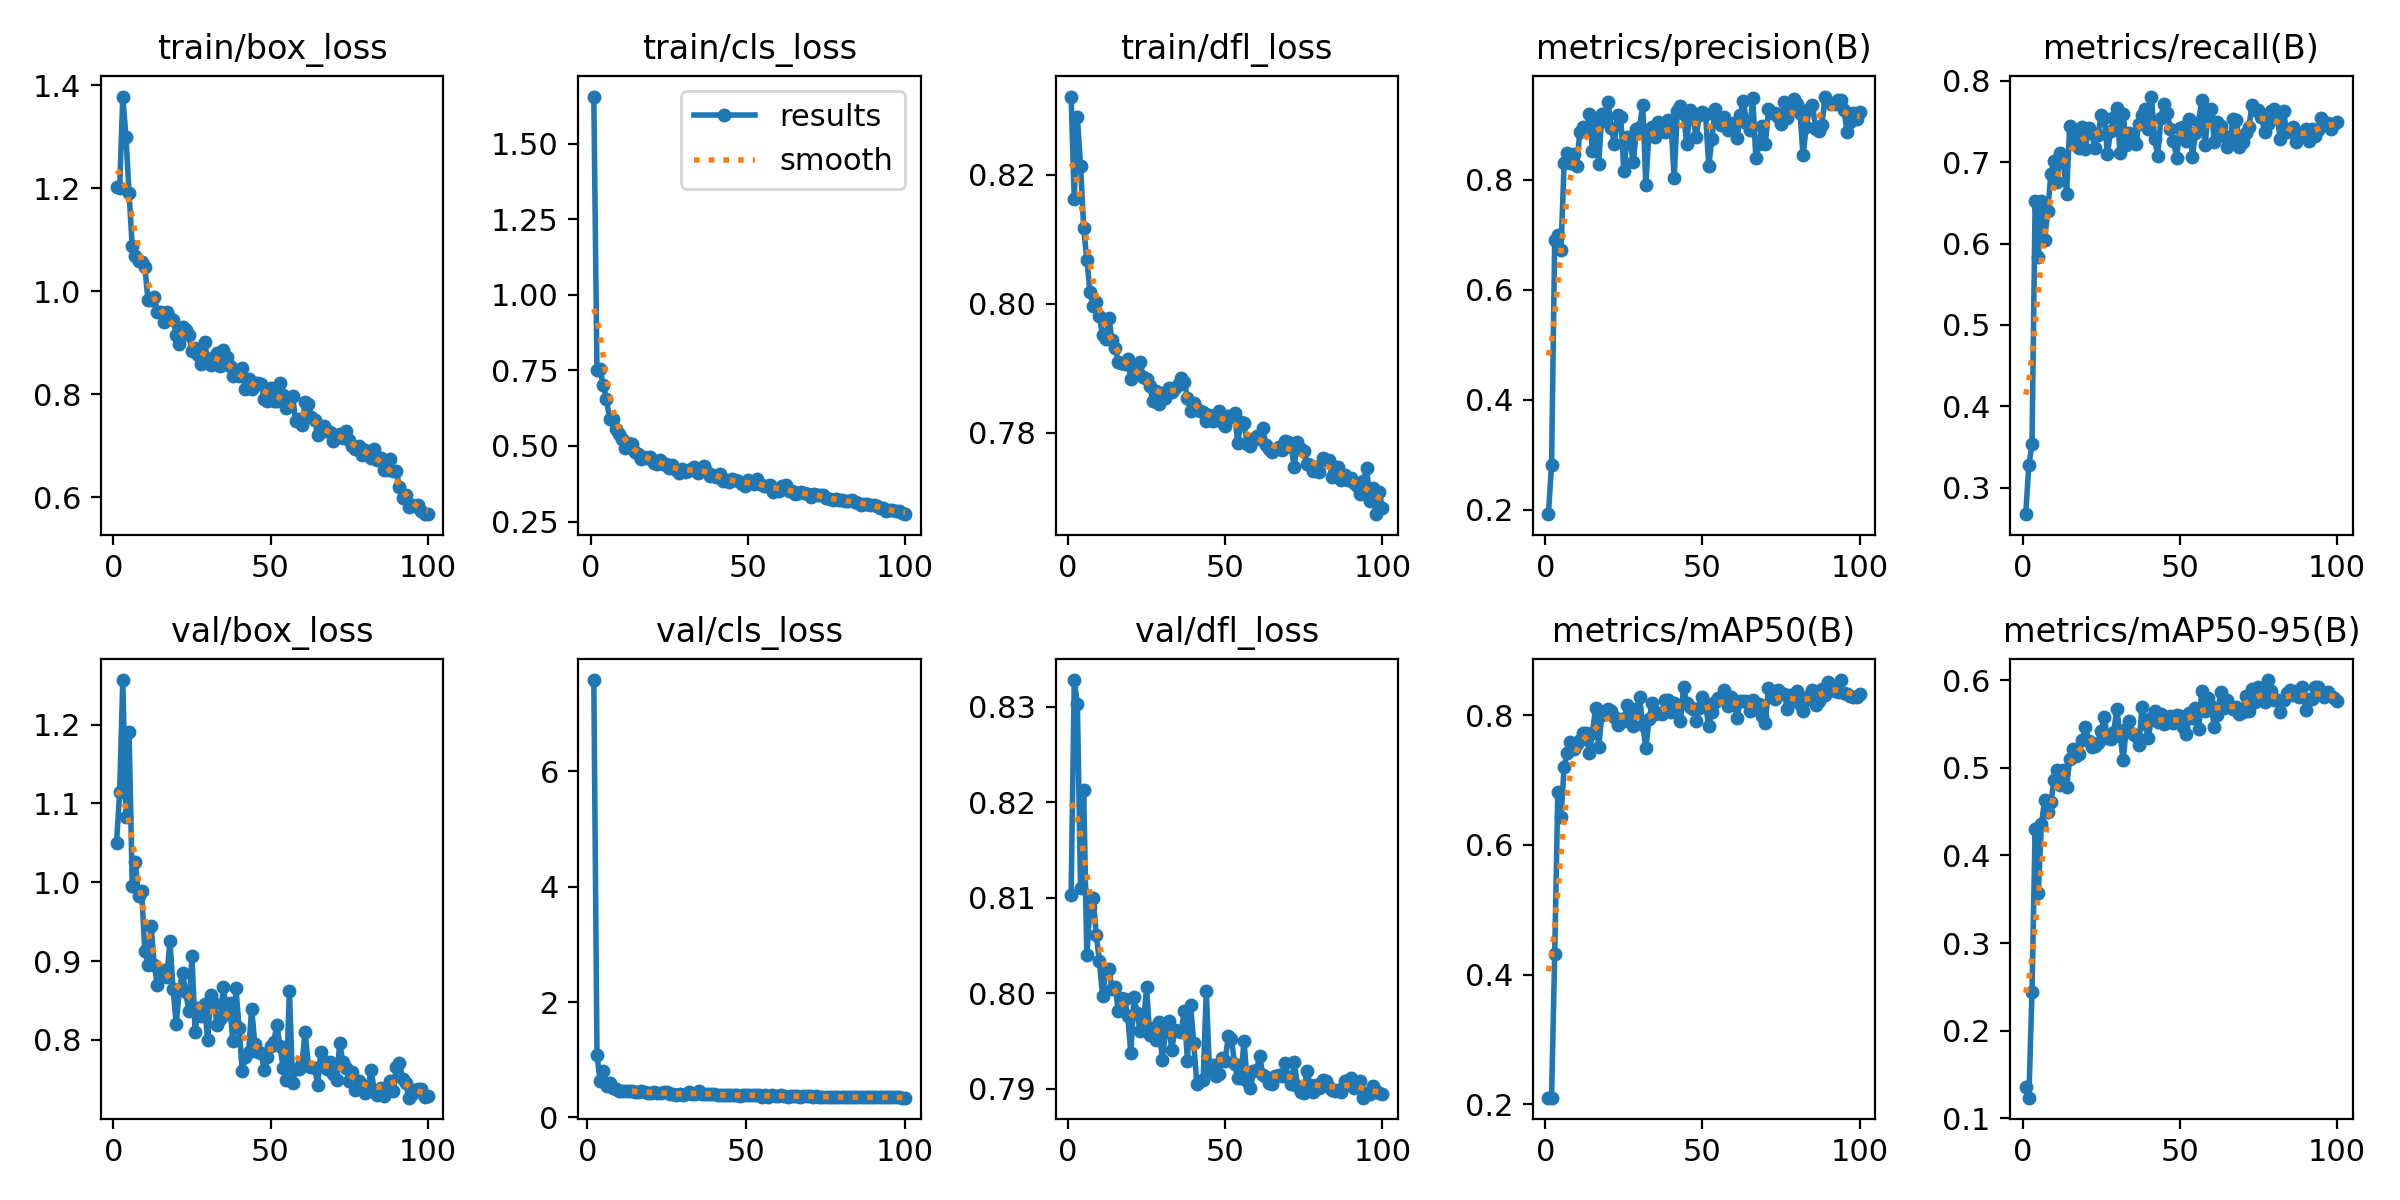 train/box_loss
1.4
1.2
1.0
0.8
0.6
0 50 100
train/cls_loss
results
smooth
1.50
1.25
1.00
0.75
0.50
0.25
0 50 100
train/dfl_loss
0.82
0.80
0.78
0 50 100
metrics/precision(B)
0.8
0.6
0.4
0.2
0 50 100
metrics/recall(B)
0.8
0.7
0.6
0.5
0.4
0.3
0 50 100
val/box_loss
1.2
1.1
1.0
0.9
0.8
0 50 100
val/cls_loss
6
4
2
0
0 50 100
val/dfl_loss
0.83
0.82
0.81
0.80
0.79
0 50 100
metrics/mAP50(B)
0.8
0.6
0.4
0.2
0 50 100
metrics/mAP50-95(B)
0.6
0.5
0.4
0.3
0.2
0.1
0 50 100